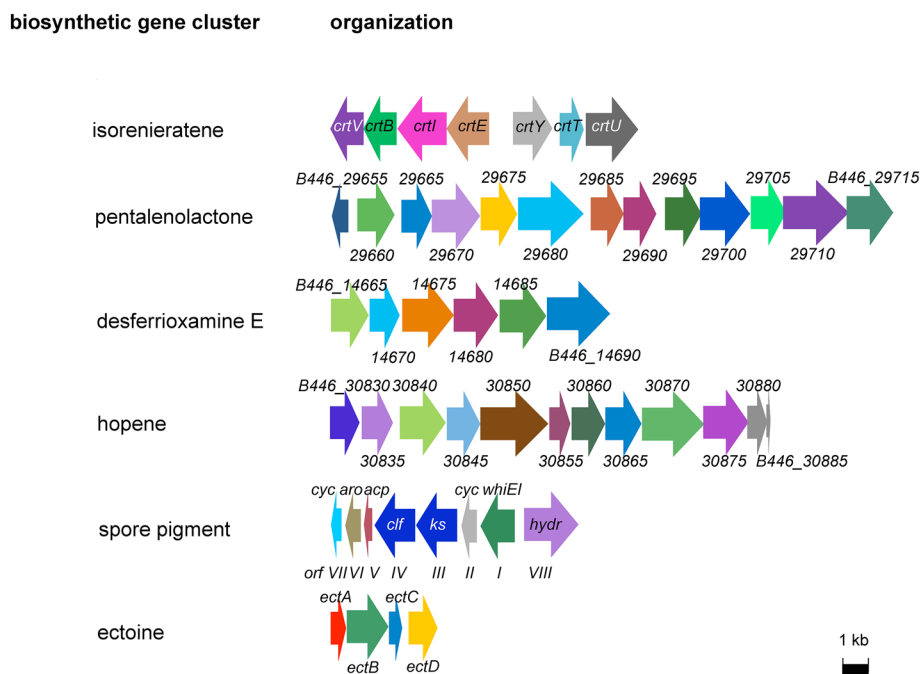 biosynthetic gene cluster organization
isorenieratene
crtV crtB crtI crtE crtY crtT crtU
B446_29655 29665 29675 29685 29695 29705 B446_29715
pentalenolactone
29660 29670 29680 29690 29700 29710
B446_14665 14675 14685
desferrioxamine E
14670 14680 B446_14690
B446_30830 30840 30850 30860 30870 30880
hopene
30835 30845 30855 30865 30875 B446_30885
cyc aro acp cyc whiEI
spore pigment
clf ks hydr
orf VII VI V IV III II I VIII
ectA ectC
ectoine
ectB ectD
1 kb